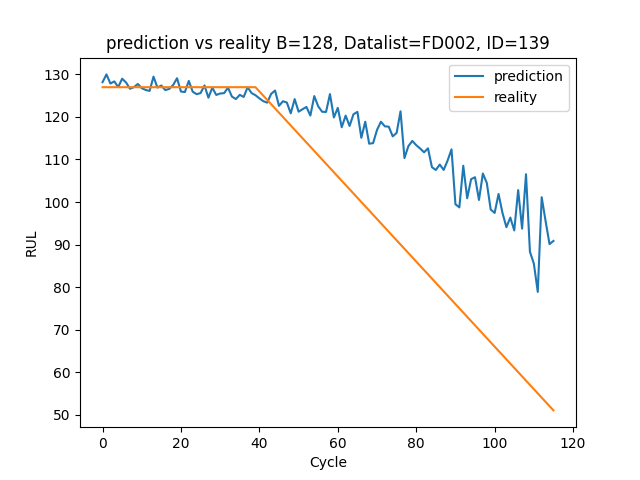 prediction vs reality B=128, Datalist=FD002, ID=139
prediction
reality
130
120
110
100
90
80
70
60
50
RUL
0 20 40 60 80 100 120
Cycle